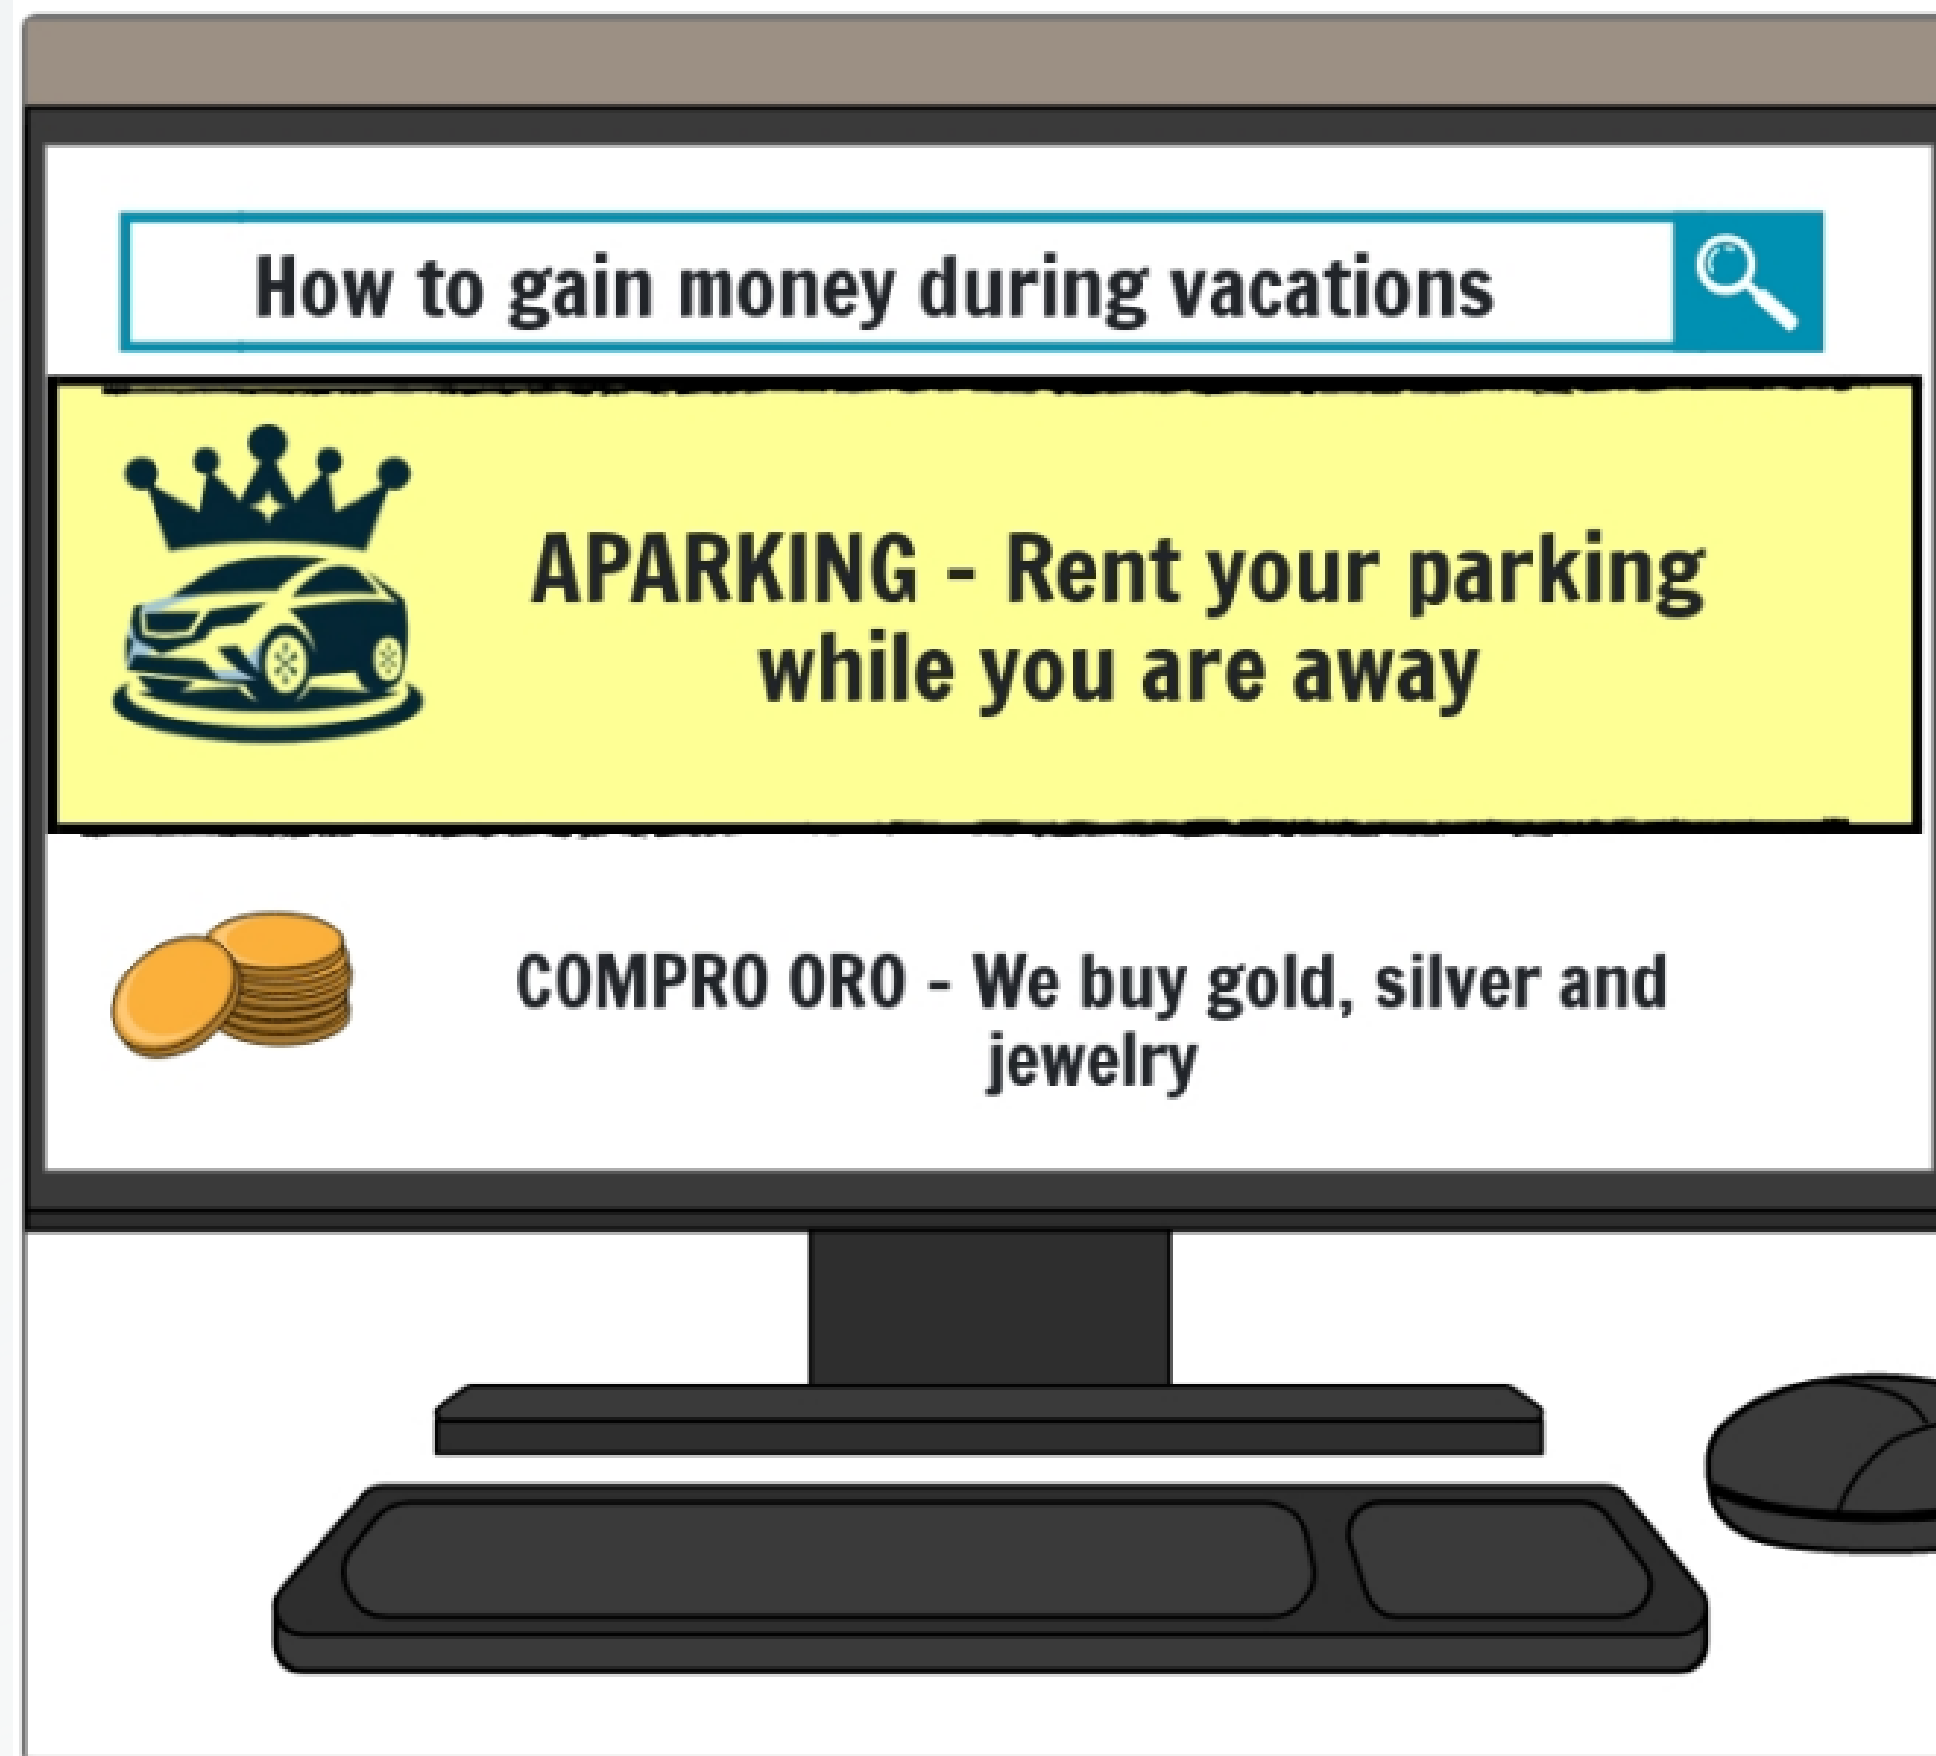 How to gain money during vacations
APARKING - Rent your parking
while you are away
COMPRO ORO - We buy gold, silver and
jewelry